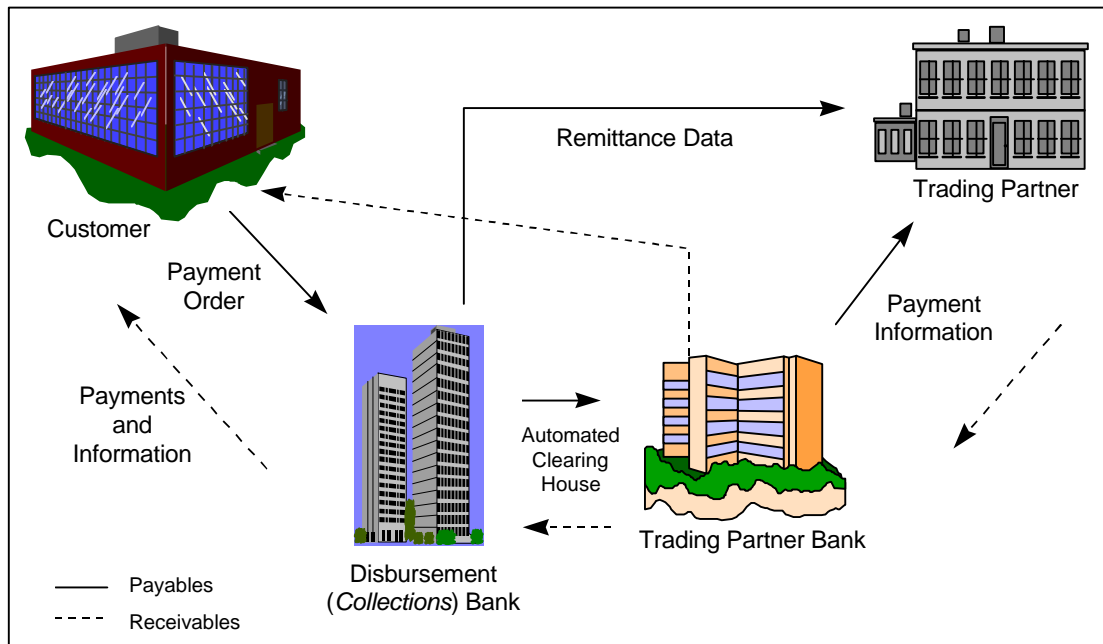 Remittance Data
Trading Partner
Customer
Payment
Order
Payment
Information
Payments
and
Information
Automated
Clearing
House
Trading Partner Bank
Disbursement
(Collections) Bank
Payables
Receivables